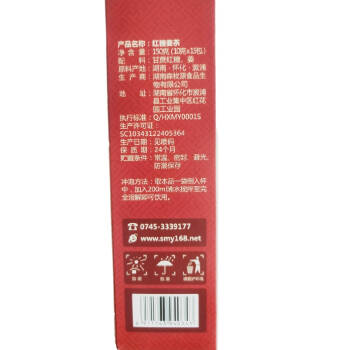 产品名称：红糖姜茶
净　含　量：150克(10克x15包)
配　　　料：甘蔗红糖、姜
原料产地：湖南·怀化·溆浦
生　产　商：湖南森牧源食品生物有限公司
地　　　址：湖南省怀化市溆浦县工业集中区红花园工业园
执行标准：Q/HXMY0001S
生产许可证：
SC10343122405364
生产日期：见喷码
保　质　期：24个月
贮藏条件：常温、密封、避光、防潮保存
冲泡方法：取本品一袋倒入杯中，加入200ml沸水搅拌至完全溶解即可饮用。
0745-3339177
www.smy168.net